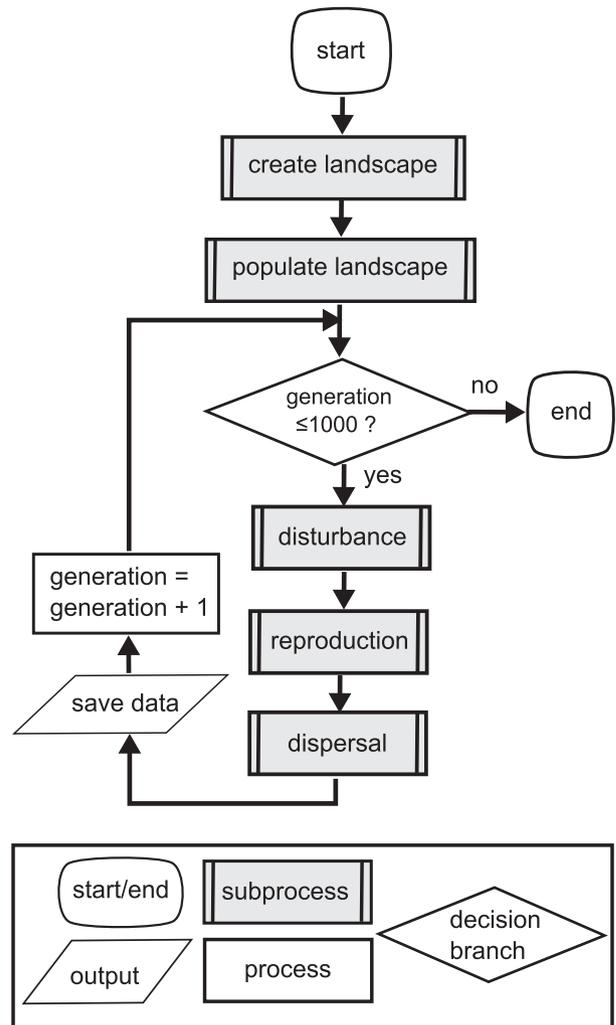 start
create landscape
populate landscape
generation
≤1000 ?
no
end
yes
disturbance
reproduction
dispersal
save data
generation =
generation + 1
start/end
subprocess
decision
branch
output
process